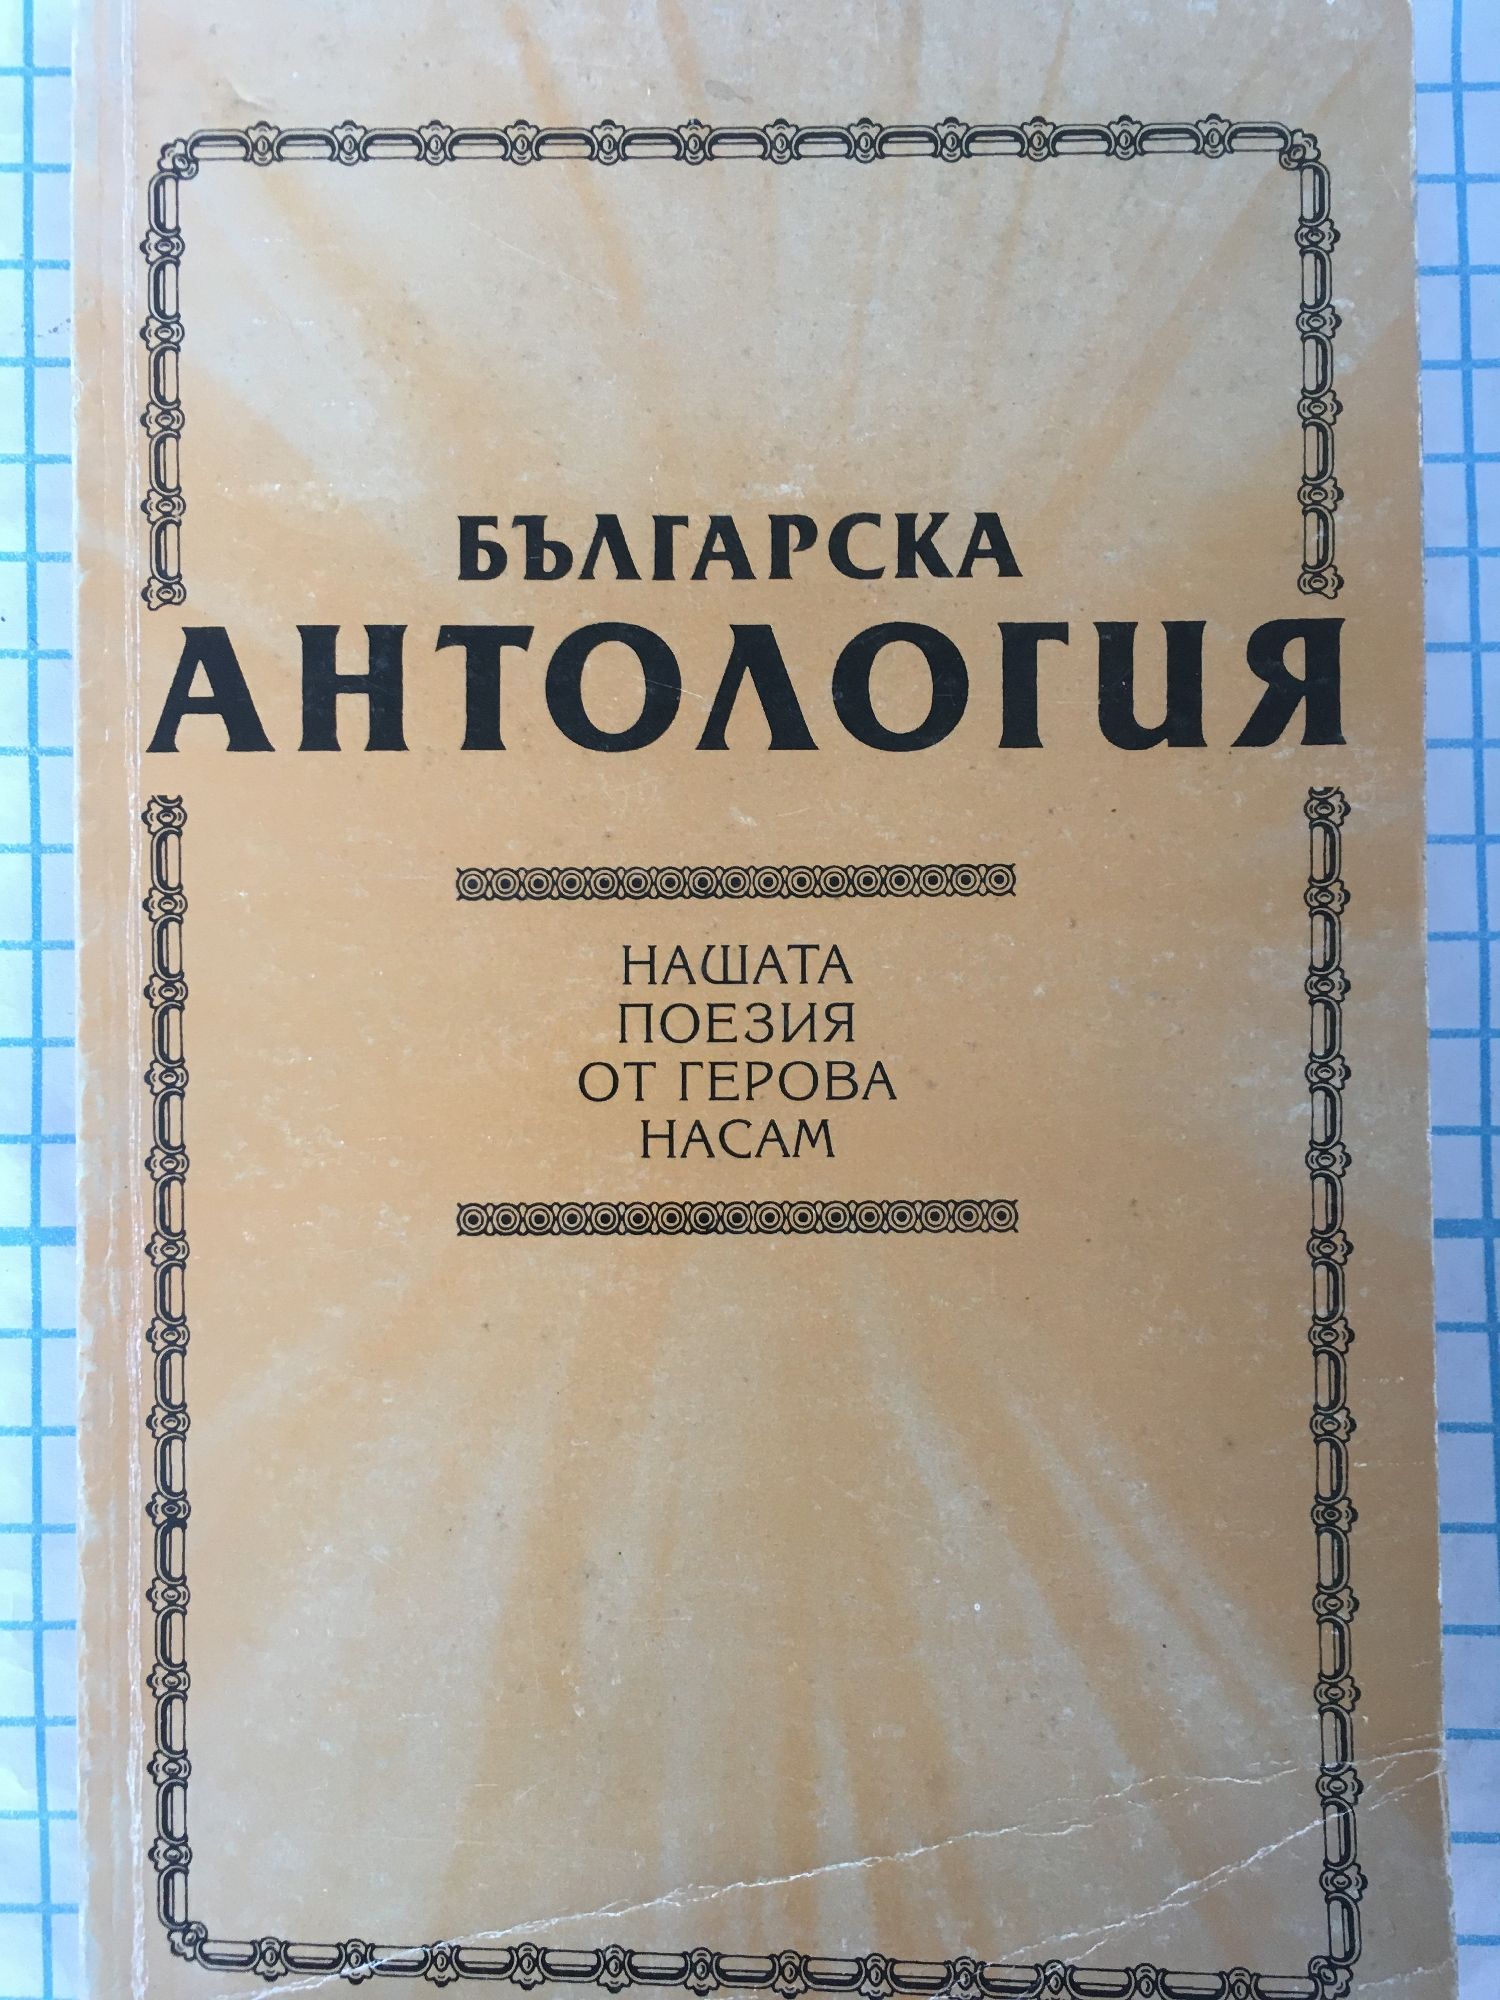 БЪЛГАРСКА
АНТОЛОГИЯ
НАШАТА
ПОЕЗИЯ
ОТ ГЕРОВА
НАСАМ